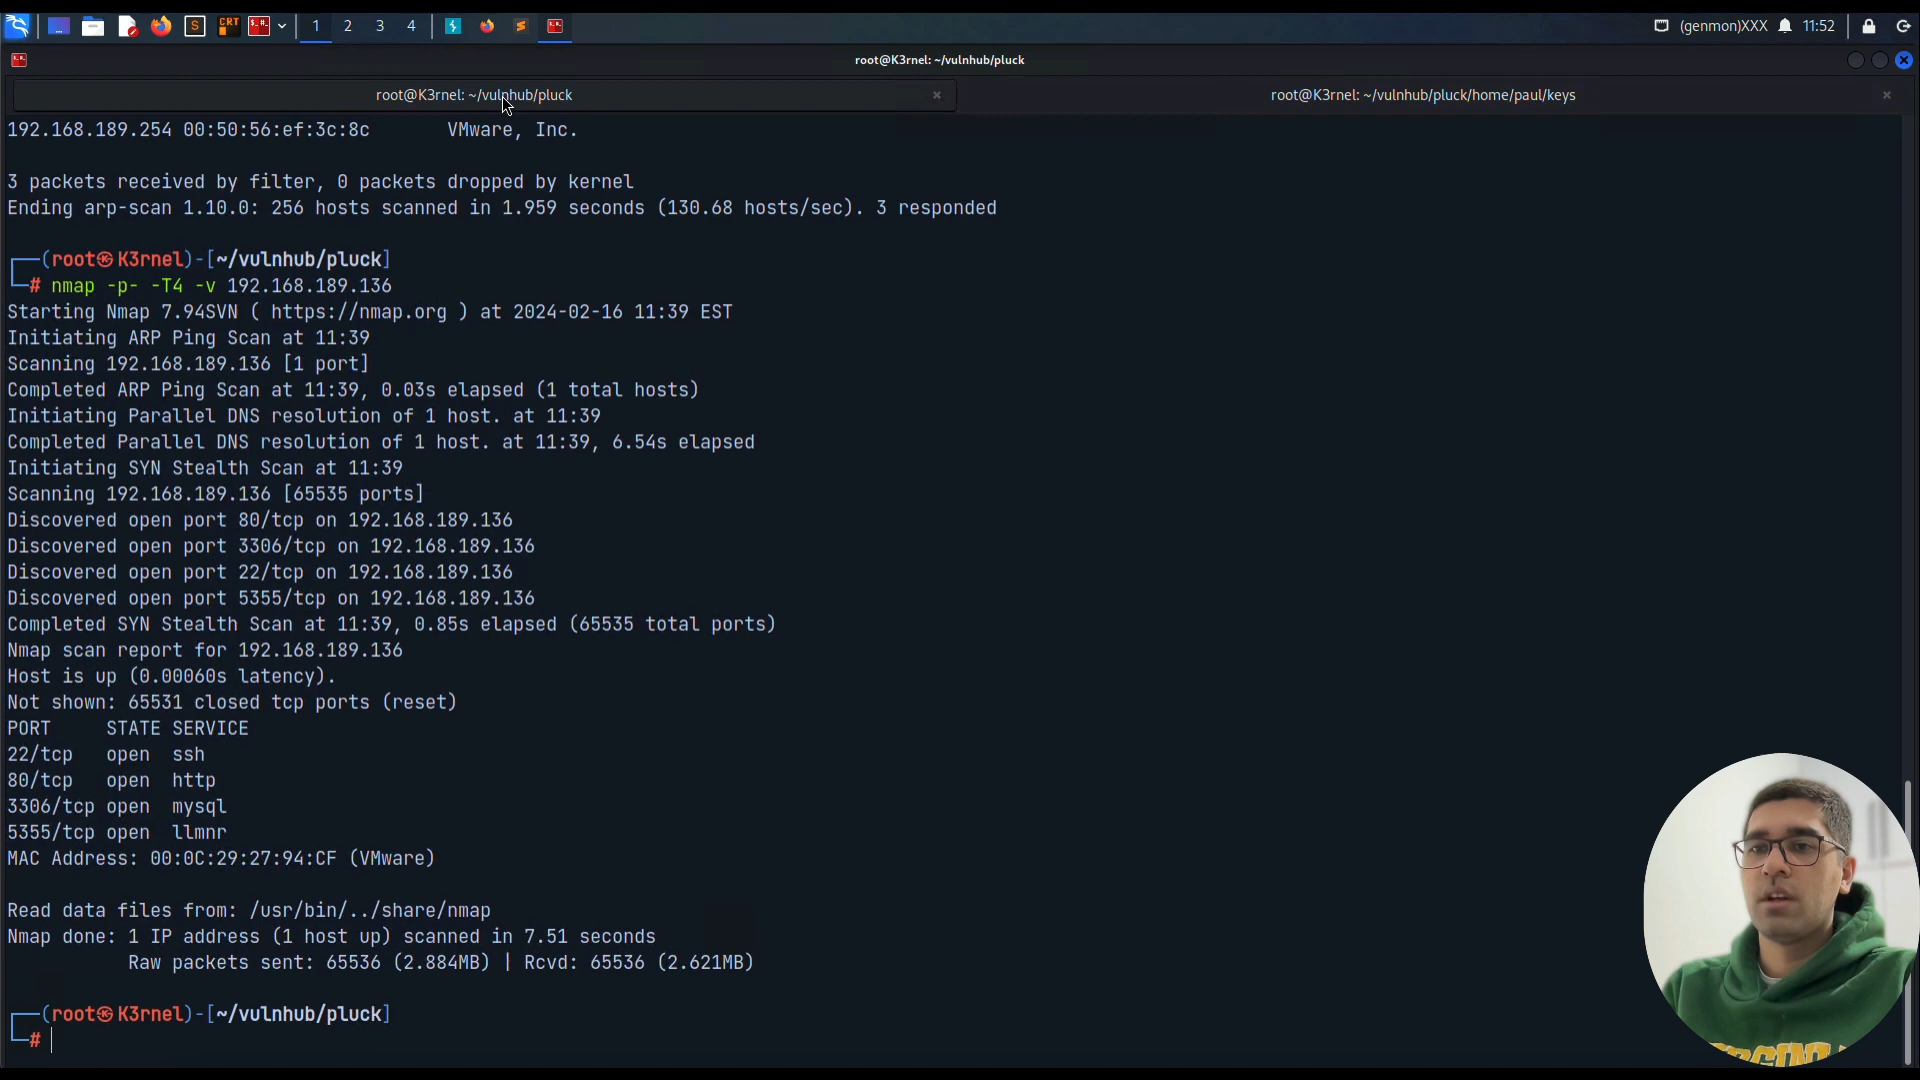 1 2 3 4 (genmon)XXX 11:52
root@K3rnel: ~/vulnhub/pluck
root@K3rnel: ~/vulnhub/pluck × root@K3rnel: ~/vulnhub/pluck/home/paul/keys ×
192.168.189.254 00:50:56:ef:3c:8c VMware, Inc.
3 packets received by filter, 0 packets dropped by kernel
Ending arp-scan 1.10.0: 256 hosts scanned in 1.959 seconds (130.68 hosts/sec). 3 responded
┌──(root㉿K3rnel)-[~/vulnhub/pluck]
└─# nmap -p- -T4 -v 192.168.189.136
Starting Nmap 7.94SVN ( https://nmap.org ) at 2024-02-16 11:39 EST
Initiating ARP Ping Scan at 11:39
Scanning 192.168.189.136 [1 port]
Completed ARP Ping Scan at 11:39, 0.03s elapsed (1 total hosts)
Initiating Parallel DNS resolution of 1 host. at 11:39
Completed Parallel DNS resolution of 1 host. at 11:39, 6.54s elapsed
Initiating SYN Stealth Scan at 11:39
Scanning 192.168.189.136 [65535 ports]
Discovered open port 80/tcp on 192.168.189.136
Discovered open port 3306/tcp on 192.168.189.136
Discovered open port 22/tcp on 192.168.189.136
Discovered open port 5355/tcp on 192.168.189.136
Completed SYN Stealth Scan at 11:39, 0.85s elapsed (65535 total ports)
Nmap scan report for 192.168.189.136
Host is up (0.00060s latency).
Not shown: 65531 closed tcp ports (reset)
PORT STATE SERVICE
22/tcp open ssh
80/tcp open http
3306/tcp open mysql
5355/tcp open llmnr
MAC Address: 00:0C:29:27:94:CF (VMware)
Read data files from: /usr/bin/../share/nmap
Nmap done: 1 IP address (1 host up) scanned in 7.51 seconds
Raw packets sent: 65536 (2.884MB) | Rcvd: 65536 (2.621MB)
┌──(root㉿K3rnel)-[~/vulnhub/pluck]
└─#